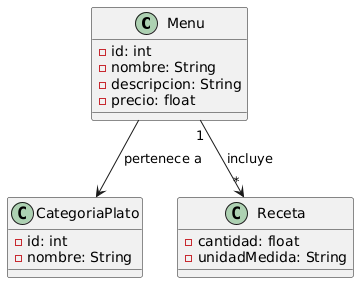 C Menu
id: int
nombre: String
descripcion: String
precio: float
pertenece a
1
incluye
*
C CategoriaPlato
id: int
nombre: String
C Receta
cantidad: float
unidadMedida: String